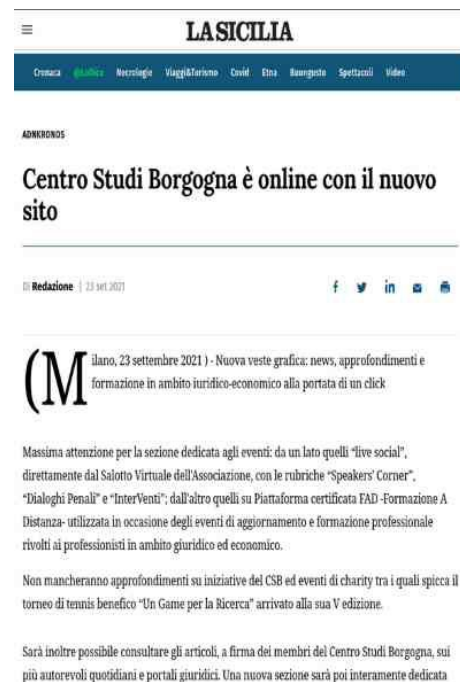 LA SICILIA
Cronaca @LaBica Necrologie Viaggi&Turismo Covid Etna Buongusto Spettacoli Video
ADNKRONOS
Centro Studi Borgogna è online con il nuovo
sito
Di Redazione | 23 set 2021
(Milano, 23 settembre 2021 ) - Nuova veste grafica: news, approfondimenti e
formazione in ambito iuridico-economico alla portata di un click
Massima attenzione per la sezione dedicata agli eventi: da un lato quelli “live social”,
direttamente dal Salotto Virtuale dell'Associazione, con le rubriche “Speakers' Corner”,
“Dialoghi Penali” e “InterVenti”; dall'altro quelli su Piattaforma certificata FAD -Formazione A
Distanza- utilizzata in occasione degli eventi di aggiornamento e formazione professionale
rivolti ai professionisti in ambito giuridico ed economico.
Non mancheranno approfondimenti su iniziative del CSB ed eventi di charity tra i quali spicca il
torneo di tennis benefico “Un Game per la Ricerca” arrivato alla sua V edizione.
Sarà inoltre possibile consultare gli articoli, a firma dei membri del Centro Studi Borgogna, sui
più autorevoli quotidiani e portali giuridici. Una nuova sezione sarà poi interamente dedicata